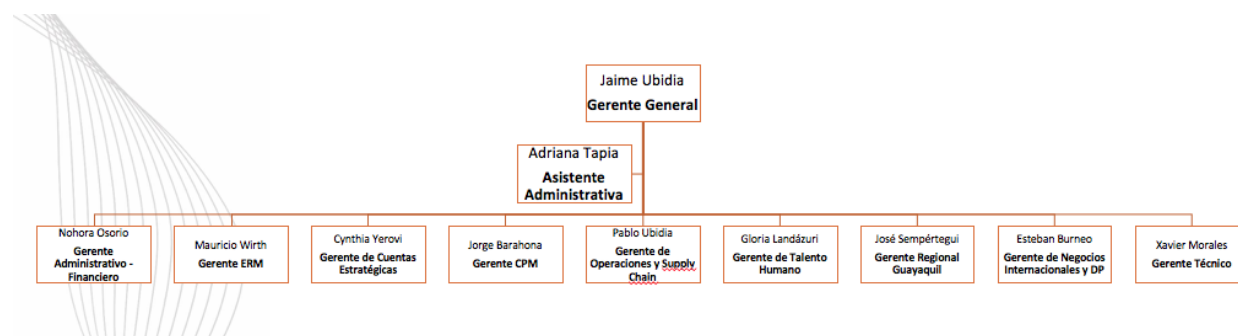 Jaime Ubidia
Gerente General
Adriana Tapia
Asistente
Administrativa
Nohora Osorio
Gerente
Administrativo -
Financiero
Mauricio Wirth
Gerente ERM
Cynthia Yerovi
Gerente de Cuentas
Estratégicas
Jorge Barahona
Gerente CPM
Pablo Ubidia
Gerente de
Operaciones y Supply
Chain
Gloria Landázuri
Gerente de Talento
Humano
José Sempértegui
Gerente Regional
Guayaquil
Esteban Burneo
Gerente de Negocios
Internacionales y DP
Xavier Morales
Gerente Técnico